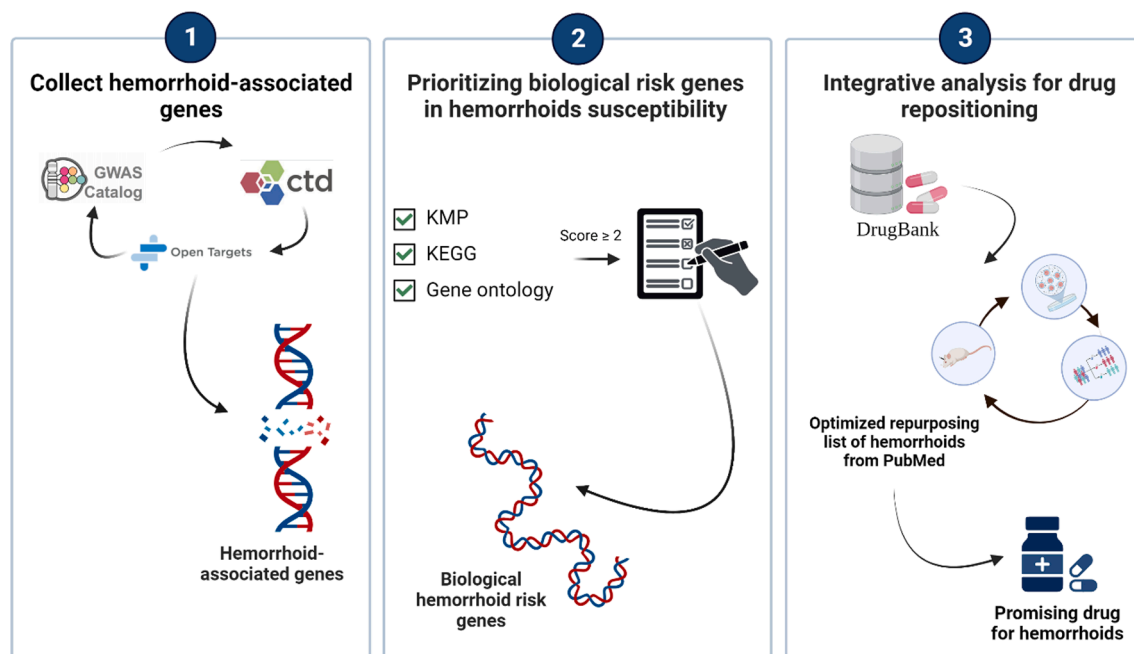 1
Collect hemorrhoid-associated
genes
GWAS
Catalog
ctd
Open Targets
Hemorrhoid-
associated genes
2
Prioritizing biological risk genes
in hemorrhoids susceptibility
KMP
KEGG
Gene ontology
Score ≥ 2
Biological
hemorrhoid risk
genes
3
Integrative analysis for drug
repositioning
DrugBank
Optimized repurposing
list of hemorrhoids
from PubMed
Promising drug
for hemorrhoids